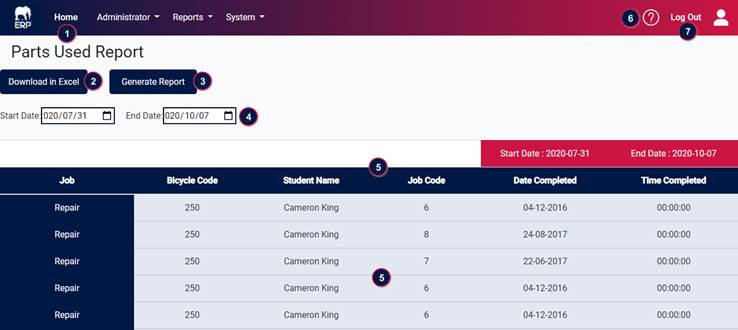 Home Administrator Reports System 6 ? Log Out
ERP 1 7
Parts Used Report
Download in Excel 2 Generate Report 3
Start Date: 020/07/31 End Date: 020/10/07 4
Start Date : 2020-07-31 End Date : 2020-10-07
5
Job Bicycle Code Student Name Job Code Date Completed Time Completed
Repair 250 Cameron King 6 04-12-2016 00:00:00
Repair 250 Cameron King 8 24-08-2017 00:00:00
Repair 250 Cameron King 7 22-06-2017 00:00:00
5
Repair 250 Cameron King 6 04-12-2016 00:00:00
Repair 250 Cameron King 6 04-12-2016 00:00:00